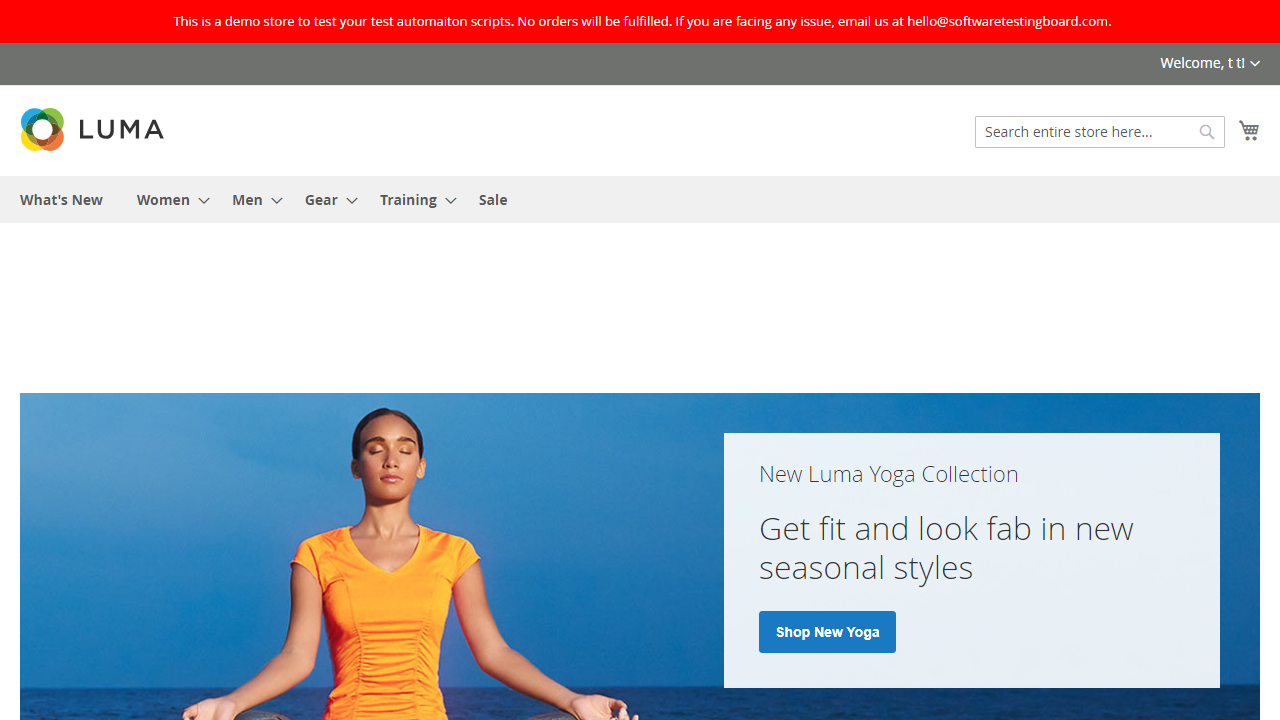 This is a demo store to test your test automaiton scripts. No orders will be fulfilled. If you are facing any issue, email us at hello@softwaretestingboard.com.
Welcome, t t!
LUMA
Search entire store here...
What's New Women Men Gear Training Sale
New Luma Yoga Collection
Get fit and look fab in new
seasonal styles
Shop New Yoga